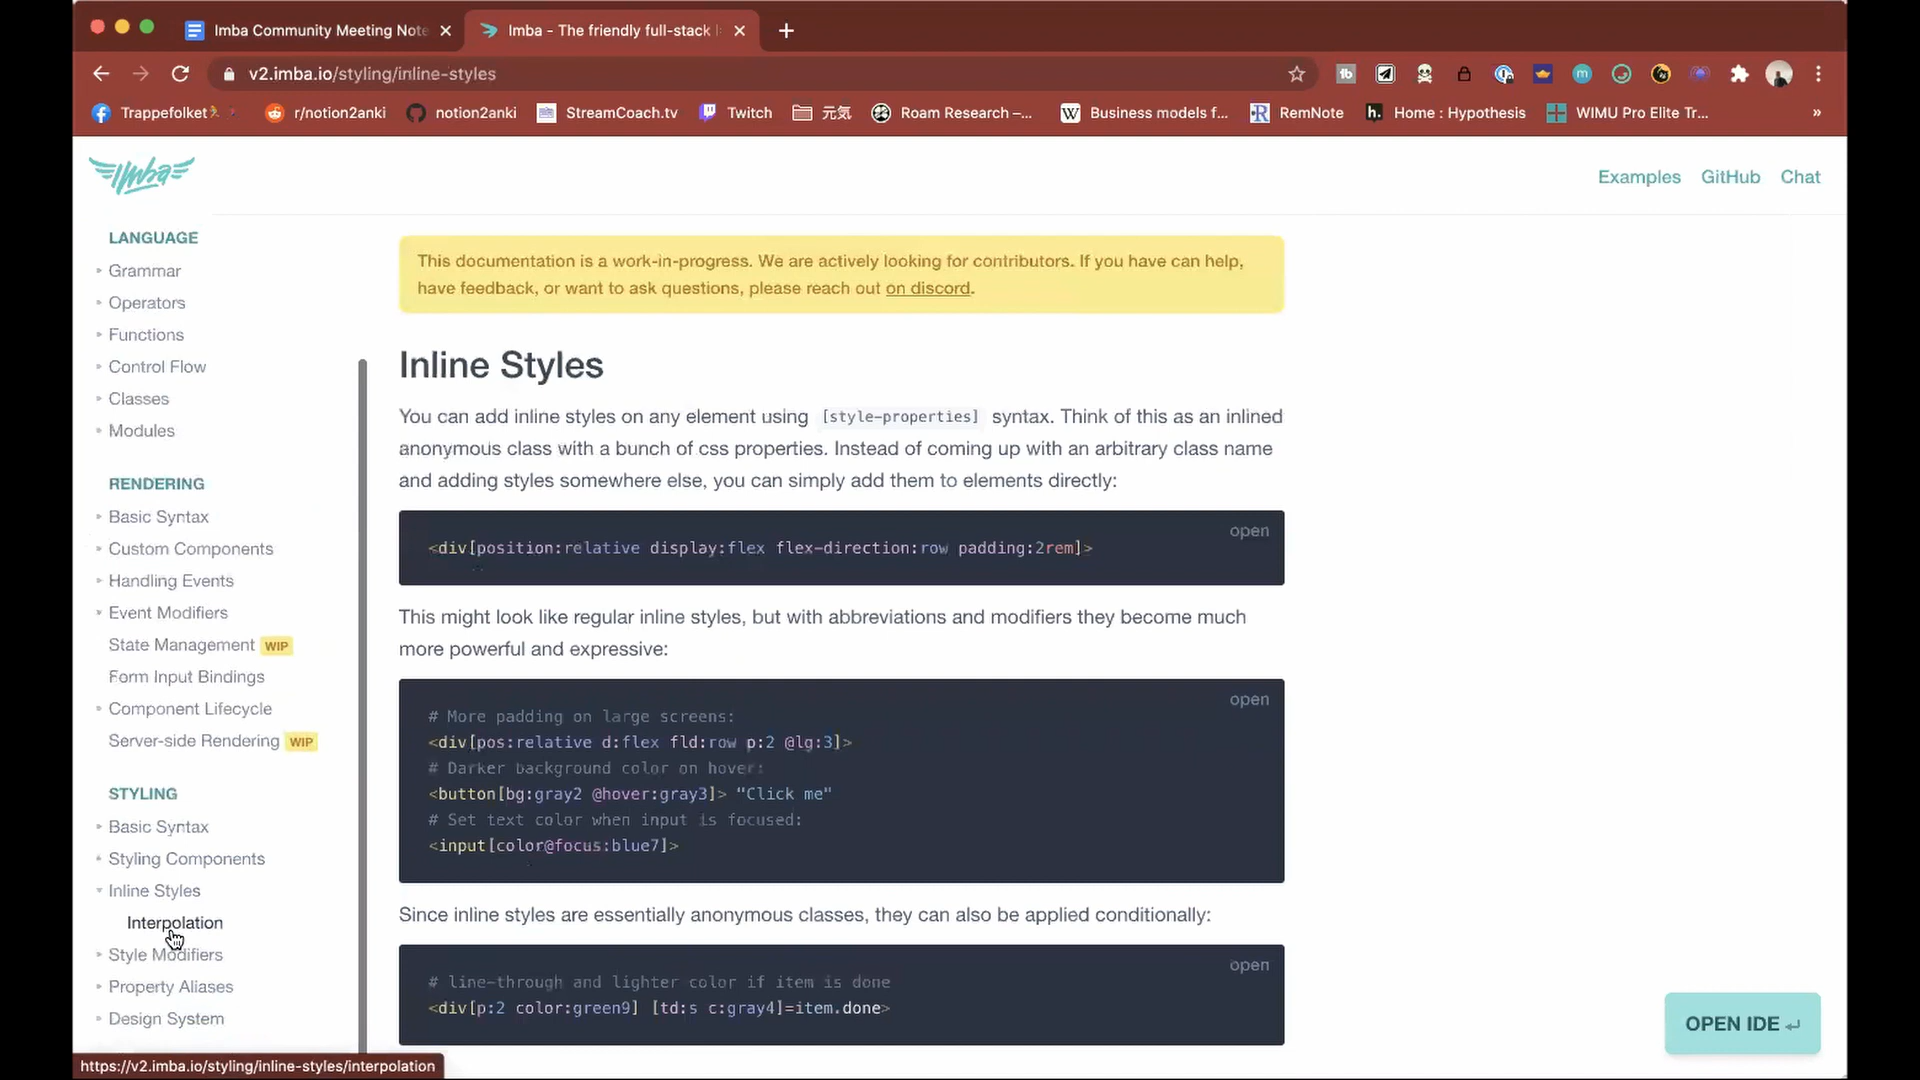 Imba Community Meeting Note
Imba - The friendly full-stack
v2.imba.io/styling/inline-styles
Trappefolket
r/notion2anki
notion2anki
StreamCoach.tv
Twitch
元気
Roam Research –...
Business models f...
RemNote
Home : Hypothesis
WIMU Pro Elite Tr...
»
Imba
Examples
GitHub
Chat
LANGUAGE
Grammar
Operators
Functions
Control Flow
Classes
Modules
RENDERING
Basic Syntax
Custom Components
Handling Events
Event Modifiers
State Management WIP
Form Input Bindings
Component Lifecycle
Server-side Rendering WIP
STYLING
Basic Syntax
Styling Components
Inline Styles
Interpolation
Style Modifiers
Property Aliases
Design System
This documentation is a work-in-progress. We are actively looking for contributors. If you have can help,
have feedback, or want to ask questions, please reach out on discord.
Inline Styles
You can add inline styles on any element using [style-properties] syntax. Think of this as an inlined
anonymous class with a bunch of css properties. Instead of coming up with an arbitrary class name
and adding styles somewhere else, you can simply add them to elements directly:
open
<div[position:relative display:flex flex-direction:row padding:2rem]>
This might look like regular inline styles, but with abbreviations and modifiers they become much
more powerful and expressive:
open
# More padding on large screens:
<div[pos:relative d:flex fld:row p:2 @lg:3]>
# Darker background color on hover:
<button[bg:gray2 @hover:gray3]> "Click me"
# Set text color when input is focused:
<input[color@focus:blue7]>
Since inline styles are essentially anonymous classes, they can also be applied conditionally:
open
# line-through and lighter color if item is done
<div[p:2 color:green9] [td:s c:gray4]=item.done>
OPEN IDE ↵
https://v2.imba.io/styling/inline-styles/interpolation